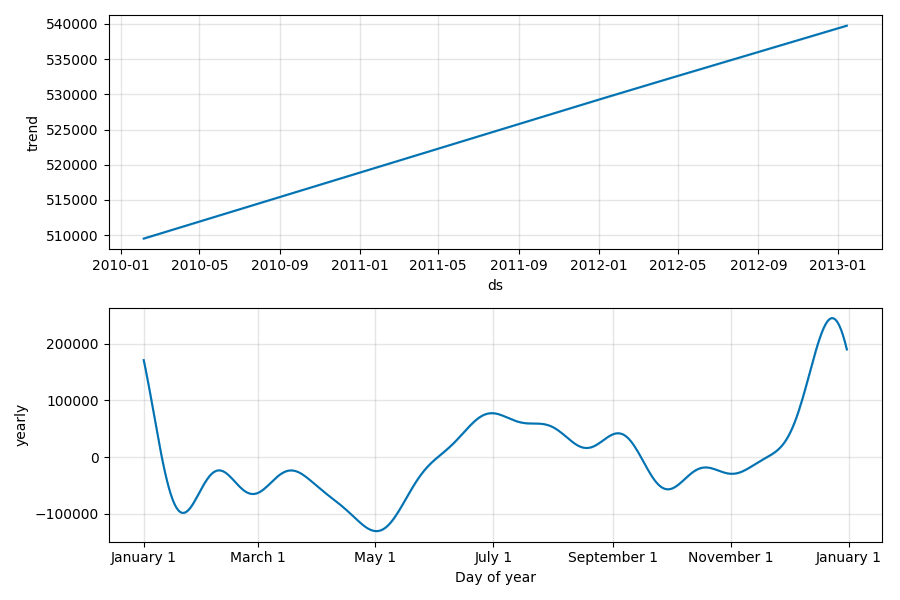 540000
535000
530000
525000
520000
515000
510000
trend
2010-01 2010-05 2010-09 2011-01 2011-05 2011-09 2012-01 2012-05 2012-09 2013-01
ds
200000
100000
0
−100000
yearly
January 1 March 1 May 1 July 1 September 1 November 1 January 1
Day of year